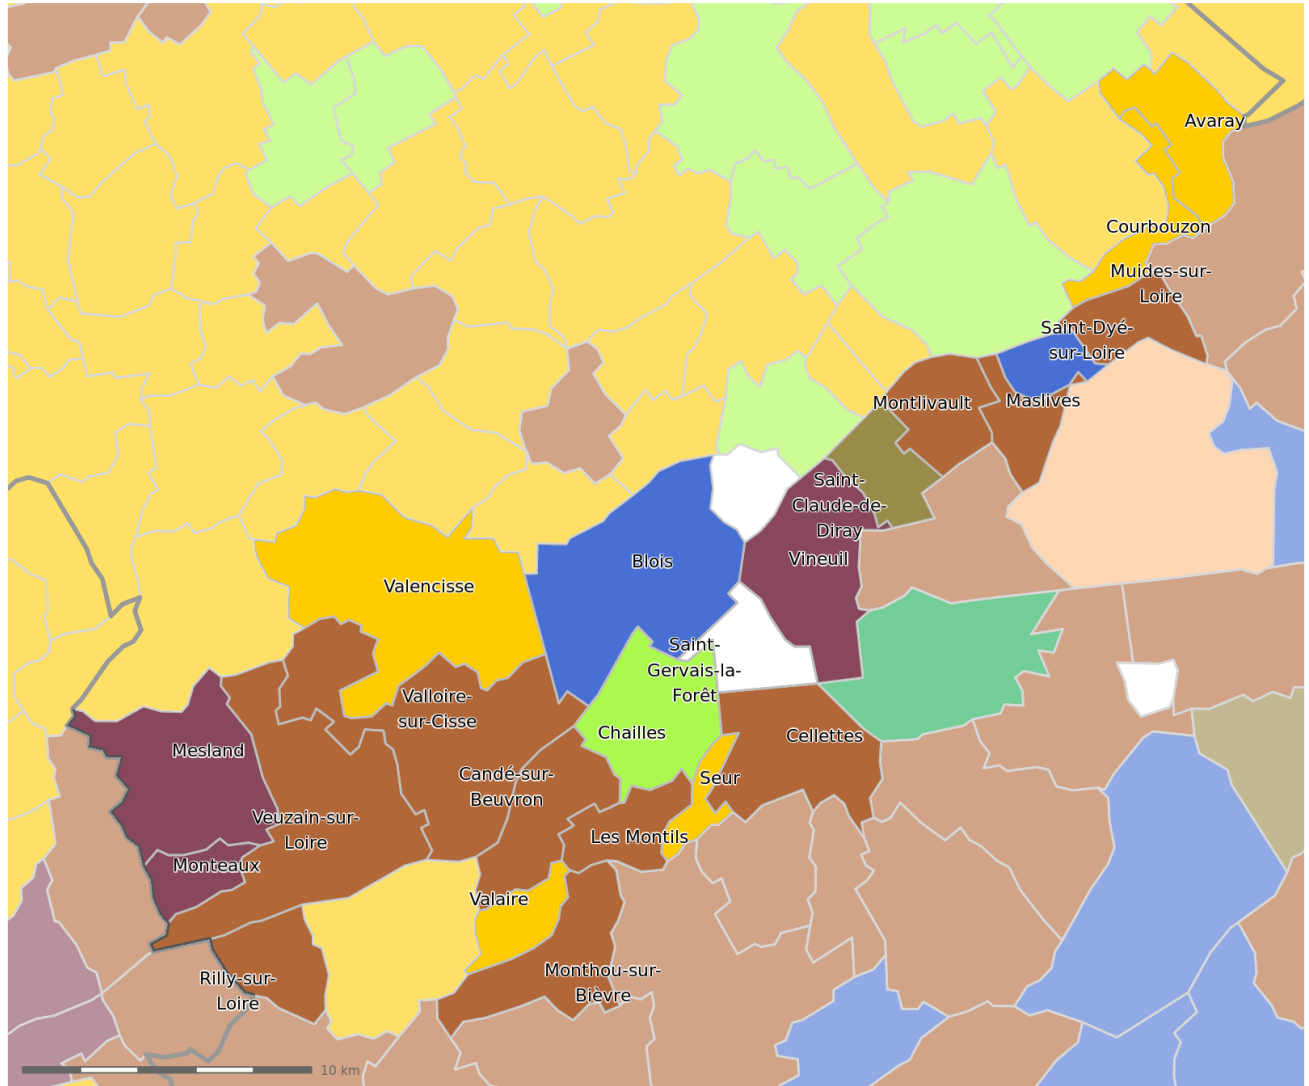 Avaray
Courbouzon
Muides-sur-
Loire
Saint-Dyé-
sur-Loire
Montlivault
Maslives
Saint-
Claude-de-
Diray
Vineuil
Blois
Valencisse
Saint-
Gervais-la-
Forêt
Valloire-
sur-Cisse
Chailles
Cellettes
Mesland
Candé-sur-
Beuvron
Seur
Veuzain-sur-
Loire
Les Montils
Monteaux
Valaire
Rilly-sur-
Loire
Monthou-sur-
Bièvre
10 km